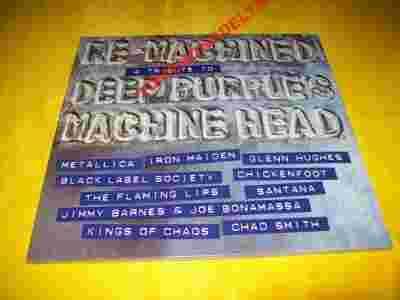 RE-MACHINED
A TRIBUTE TO
DEEP PURPLE'S
MACHINE HEAD
METALLICA IRON MAIDEN GLENN HUGHES
BLACK LABEL SOCIETY CHICKENFOOT
THE FLAMING LIPS SANTANA
JIMMY BARNES & JOE BONAMASSA
KINGS OF CHAOS CHAD SMITH